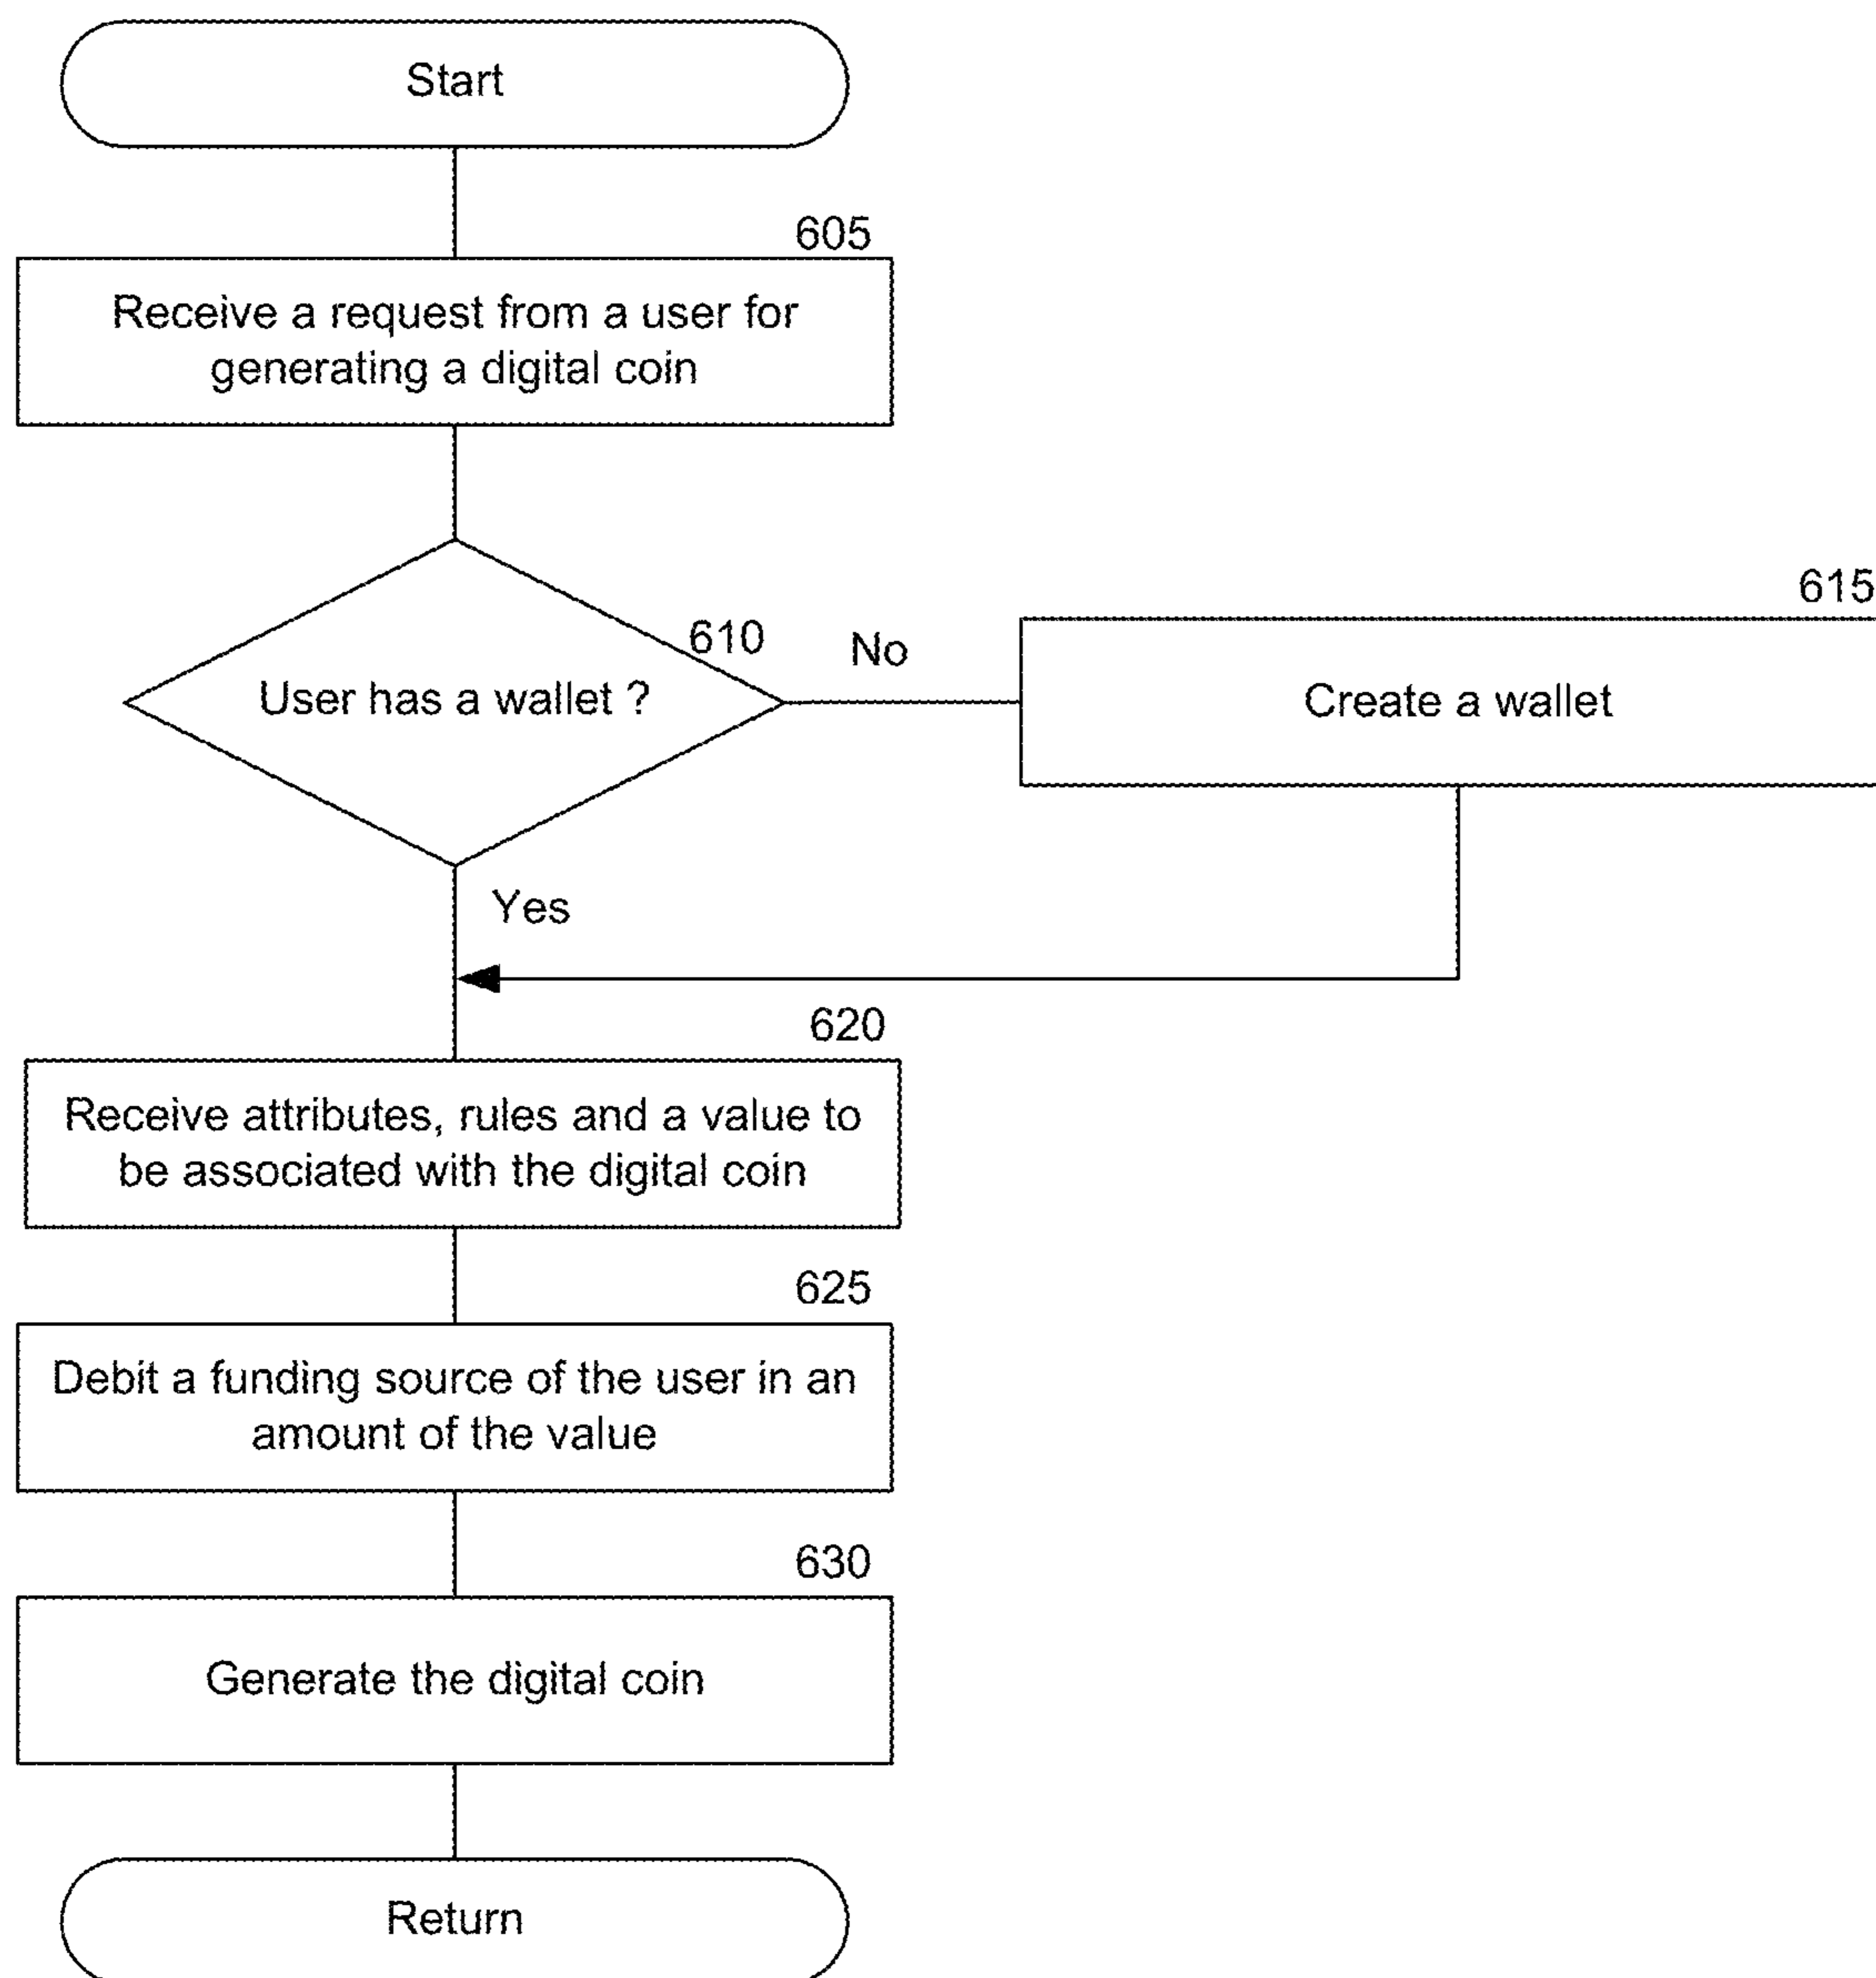 Start
605
Receive a request from a user for
generating a digital coin
610
User has a wallet ?
No
615
Create a wallet
Yes
620
Receive attributes, rules and a value to
be associated with the digital coin
625
Debit a funding source of the user in an
amount of the value
630
Generate the digital coin
Return